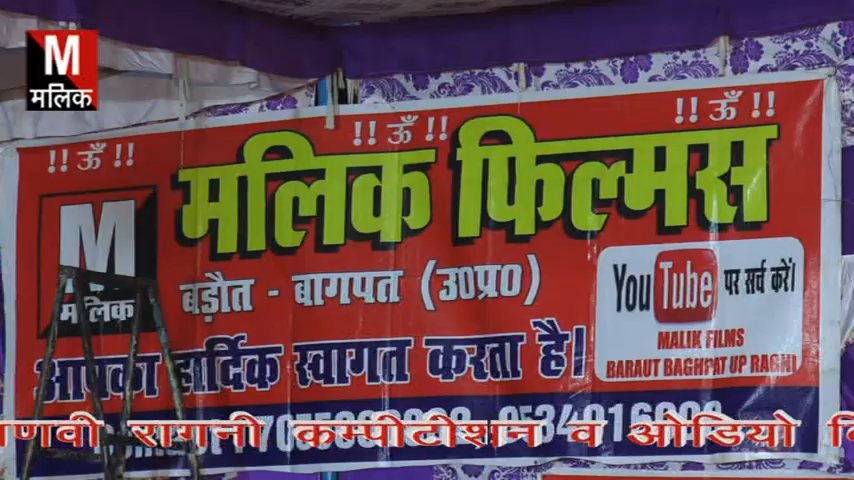 M
मलिक
!! ॐ !!
!! ॐ !!
!! ॐ !!
मलिक फिल्मस
M
मलिक
बड़ौत - बागपत (उ0प्र0)
YouTube पर सर्च करें।
MALIK FILMS
BARAUT BAGHPAT UP RAGNI
आपका हार्दिक स्वागत करता है।
रागनी कम्पीटीशन व ओडियो